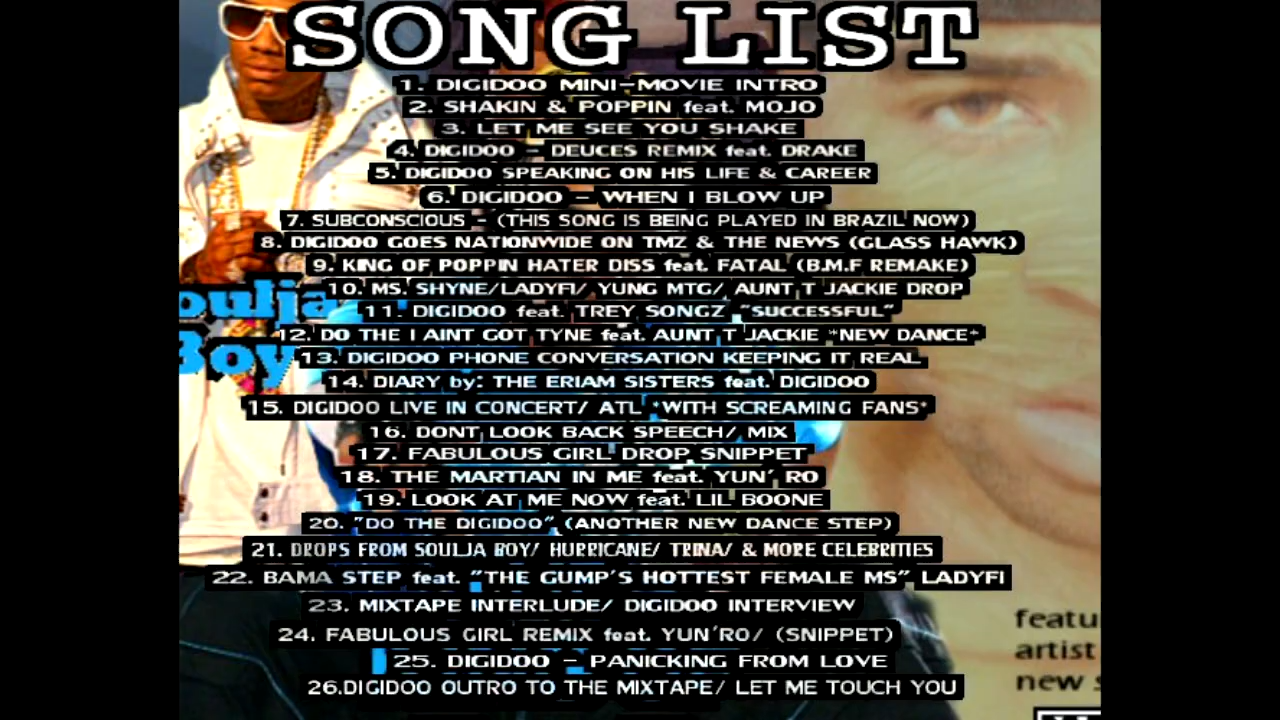 SONG LIST
1. DIGIDOO MINI-MOVIE INTRO
2. SHAKIN & POPPIN feat. MOJO
3. LET ME SEE YOU SHAKE
4. DIGIDOO - DEUCES REMIX feat. DRAKE
5. DIGIDOO SPEAKING ON HIS LIFE & CAREER
6. DIGIDOO - WHEN I BLOW UP
7. SUBCONSCIOUS - (THIS SONG IS BEING PLAYED IN BRAZIL NOW)
8. DIGIDOO GOES NATIONWIDE ON TMZ & THE NEWS (GLASS HAWK)
9. KING OF POPPIN HATER DISS feat. FATAL (B.M.F REMAKE)
10. MS. SHYNE/LADYFI/ YUNG MTG/ AUNT T JACKIE DROP
11. DIGIDOO feat. TREY SONGZ "SUCCESSFUL"
12. DO THE I AINT GOT TYNE feat. AUNT T JACKIE *NEW DANCE*
13. DIGIDOO PHONE CONVERSATION KEEPING IT REAL
14. DIARY by: THE ERIAM SISTERS feat. DIGIDOO
15. DIGIDOO LIVE IN CONCERT/ ATL *WITH SCREAMING FANS*
16. DONT LOOK BACK SPEECH/ MIX
17. FABULOUS GIRL DROP SNIPPET
18. THE MARTIAN IN ME feat. YUN' RO
19. LOOK AT ME NOW feat. LIL BOONE
20. "DO THE DIGIDOO" (ANOTHER NEW DANCE STEP)
21. DROPS FROM SOULJA BOY/ HURRICANE/ TRINA/ & MORE CELEBRITIES
22. BAMA STEP feat. "THE GUMP'S HOTTEST FEMALE MS" LADYFI
23. MIXTAPE INTERLUDE/ DIGIDOO INTERVIEW
24. FABULOUS GIRL REMIX feat. YUN'RO/ (SNIPPET)
25. DIGIDOO - PANICKING FROM LOVE
26.DIGIDOO OUTRO TO THE MIXTAPE/ LET ME TOUCH YOU
oulja
Boy
featu
artist
new